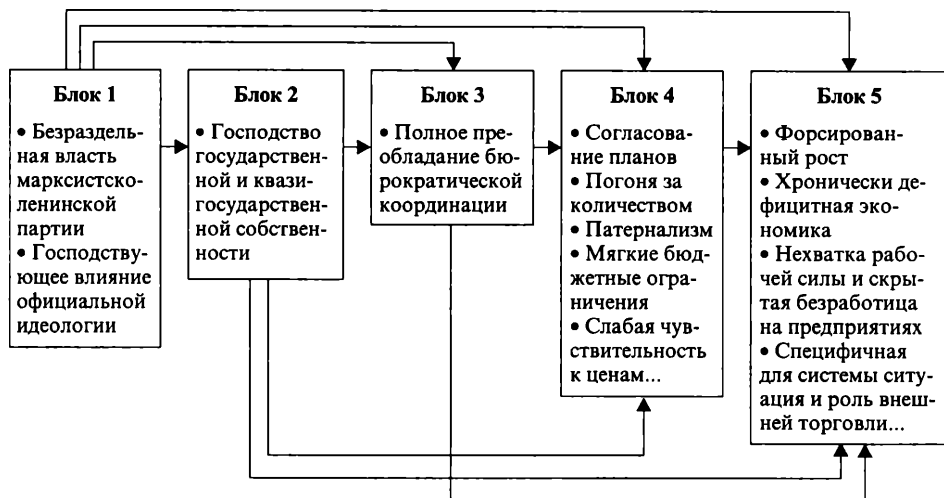 Блок 1
• Безраздель-
ная власть
марксистско-
ленинской
партии
• Господству-
ющее влияние
официальной
идеологии
Блок 2
• Господство
государствен-
ной и квази-
государствен-
ной собствен-
ности
Блок 3
• Полное пре-
обладание бю-
рократической
координации
Блок 4
• Согласование
планов
• Погоня за
количеством
• Патернализм
• Мягкие бюд-
жетные огра-
ничения
• Слабая чув-
ствительность
к ценам...
Блок 5
• Форсирован-
ный рост
• Хронически де-
фицитная эко-
номика
• Нехватка рабо-
чей силы и скры-
тая безработица
на предприятиях
• Специфичная
для системы ситу-
ация и роль внеш-
ней торговли...